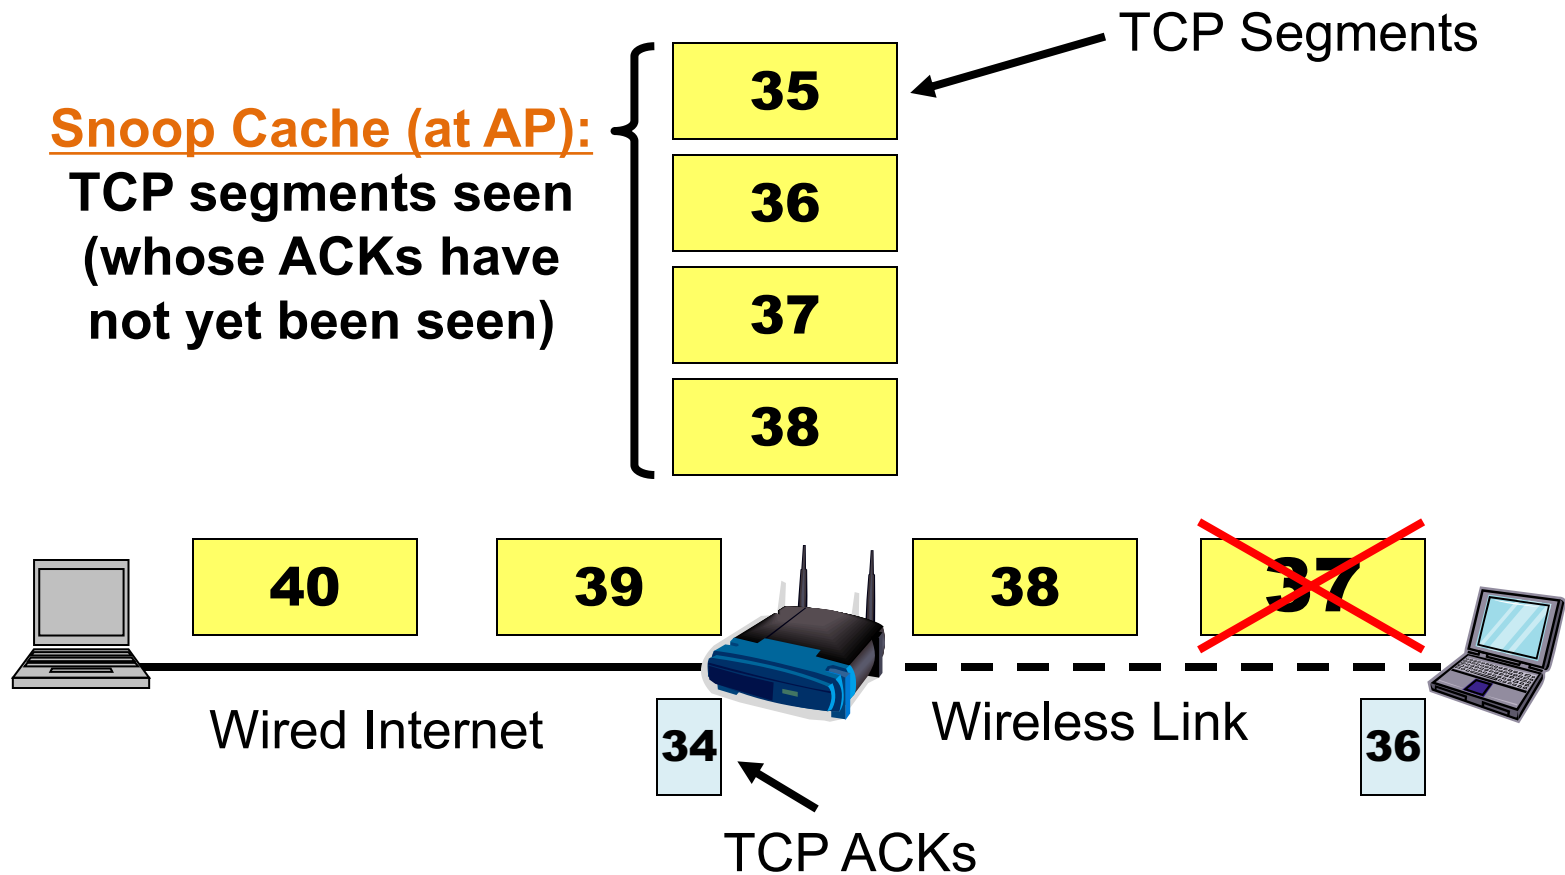 TCP Segments
35
Snoop Cache (at AP):
TCP segments seen
(whose ACKs have
not yet been seen)
36
37
38
40
39
38
37
Wired Internet
34
Wireless Link
36
TCP ACKs